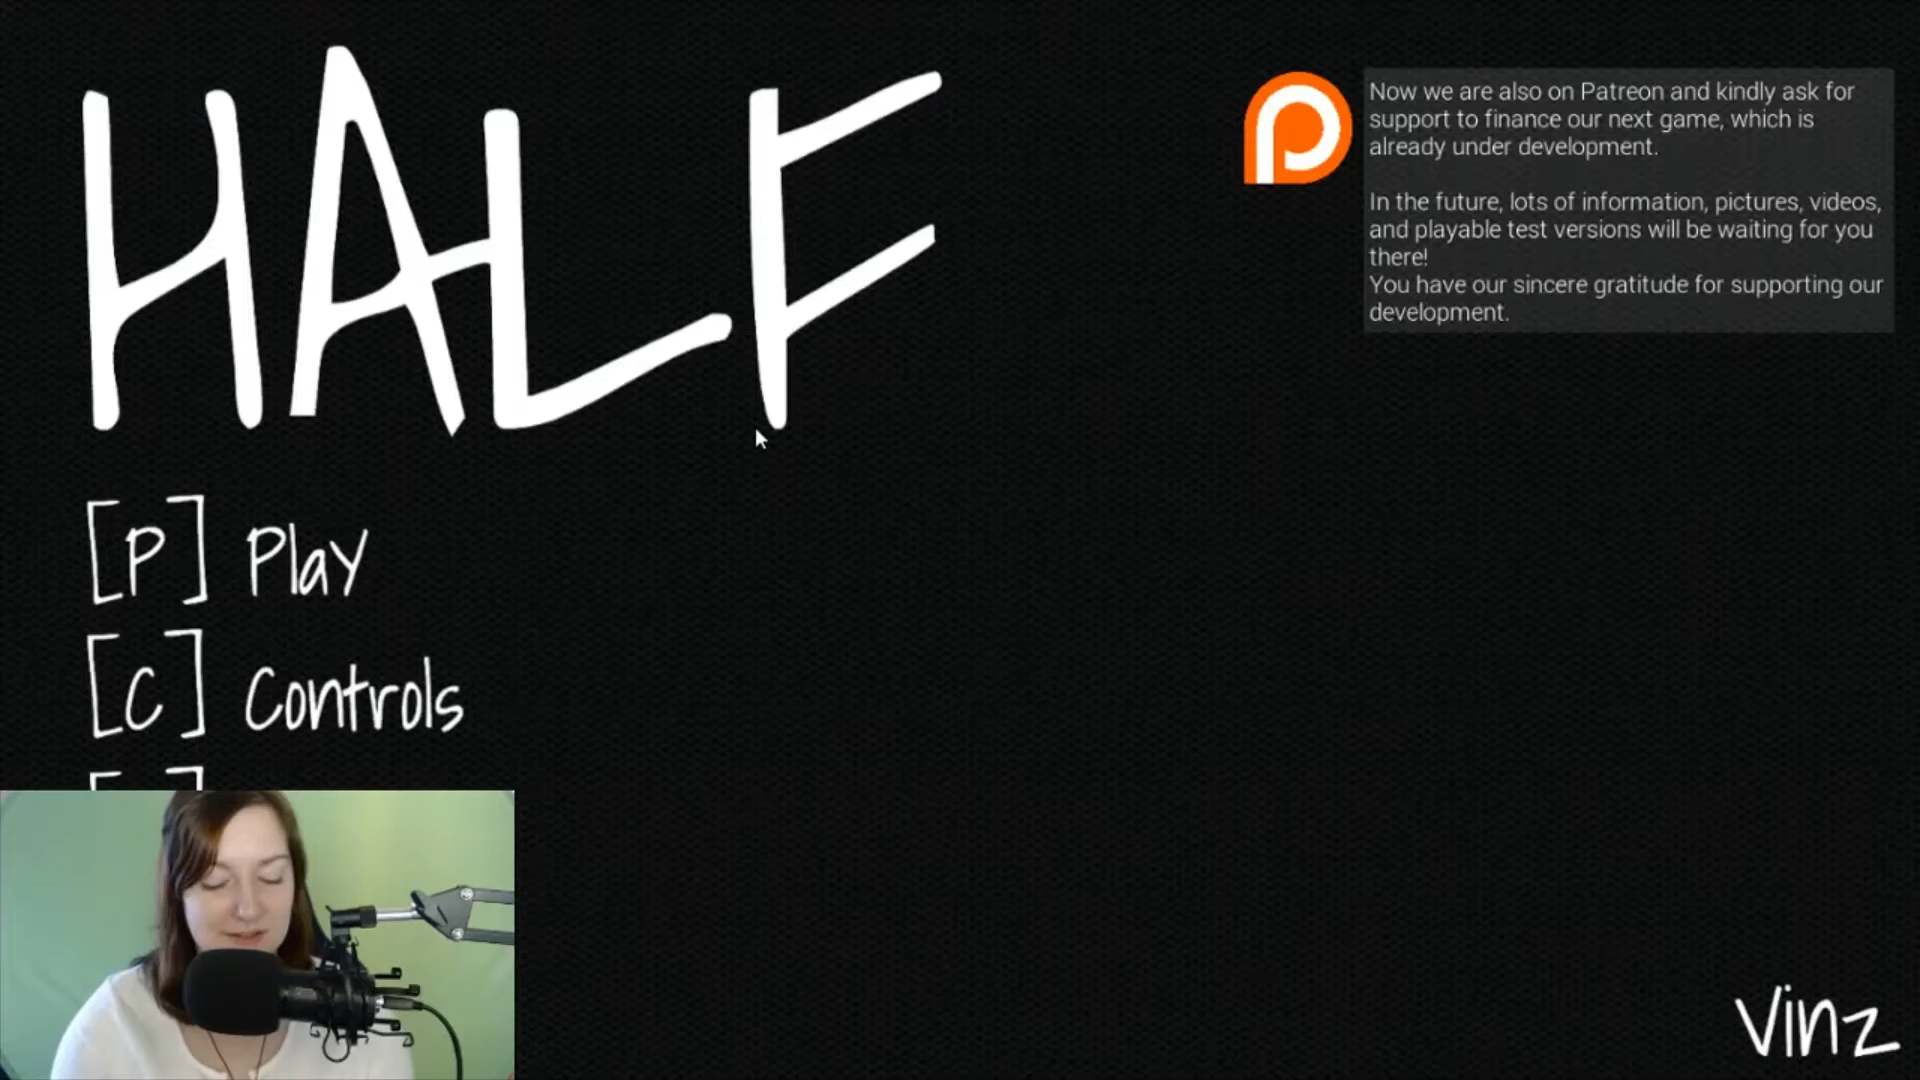 HALF
Now we are also on Patreon and kindly ask for
support to finance our next game, which is
already under development.
In the future, lots of information, pictures, videos,
and playable test versions will be waiting for you
there!
You have our sincere gratitude for supporting our
development.
[P] Play
[C] Controls
Vinz